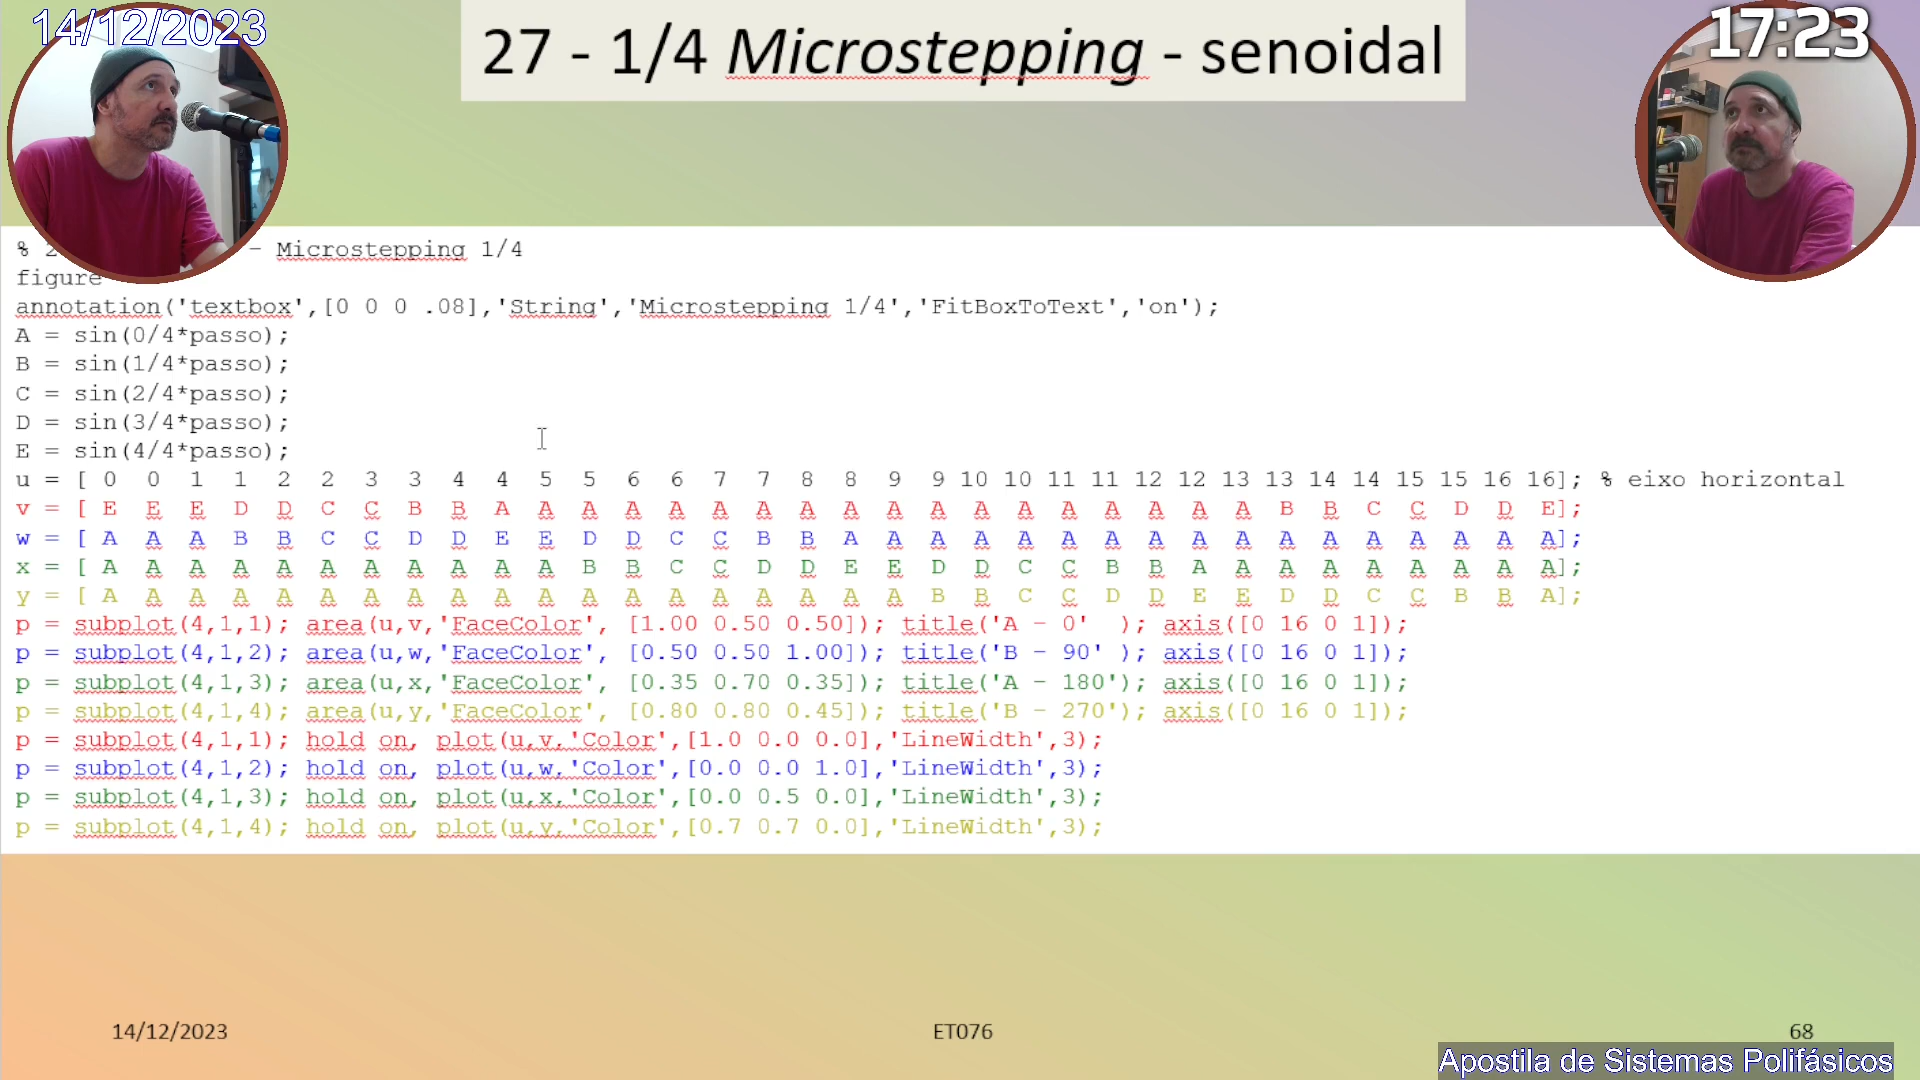 14/12/2023
17:23
27 - 1/4 Microstepping - senoidal
% 2 - Microstepping 1/4
figure
annotation('textbox',[0 0 0 .08],'String','Microstepping 1/4','FitBoxToText','on');
A = sin(0/4*passo);
B = sin(1/4*passo);
C = sin(2/4*passo);
D = sin(3/4*passo);
E = sin(4/4*passo);
u = [ 0 0 1 1 2 2 3 3 4 4 5 5 6 6 7 7 8 8 9 9 10 10 11 11 12 12 13 13 14 14 15 15 16 16]; % eixo horizontal
v = [ E E E D D C C B B A A A A A A A A A A A A A A A A A A B B C C D D E];
w = [ A A A B B C C D D E E D D C C B B A A A A A A A A A A A A A A A A A];
x = [ A A A A A A A A A A A B B C C D D E E D D C C B B A A A A A A A A A];
y = [ A A A A A A A A A A A A A A A A A A A B B C C D D E E D D C C B B A];
p = subplot(4,1,1); area(u,v,'FaceColor', [1.00 0.50 0.50]); title('A - 0' ); axis([0 16 0 1]);
p = subplot(4,1,2); area(u,w,'FaceColor', [0.50 0.50 1.00]); title('B - 90' ); axis([0 16 0 1]);
p = subplot(4,1,3); area(u,x,'FaceColor', [0.35 0.70 0.35]); title('A - 180'); axis([0 16 0 1]);
p = subplot(4,1,4); area(u,y,'FaceColor', [0.80 0.80 0.45]); title('B - 270'); axis([0 16 0 1]);
p = subplot(4,1,1); hold on, plot(u,v,'Color',[1.0 0.0 0.0],'LineWidth',3);
p = subplot(4,1,2); hold on, plot(u,w,'Color',[0.0 0.0 1.0],'LineWidth',3);
p = subplot(4,1,3); hold on, plot(u,x,'Color',[0.0 0.5 0.0],'LineWidth',3);
p = subplot(4,1,4); hold on, plot(u,y,'Color',[0.7 0.7 0.0],'LineWidth',3);
14/12/2023
ET076
68
Apostila de Sistemas Polifásicos